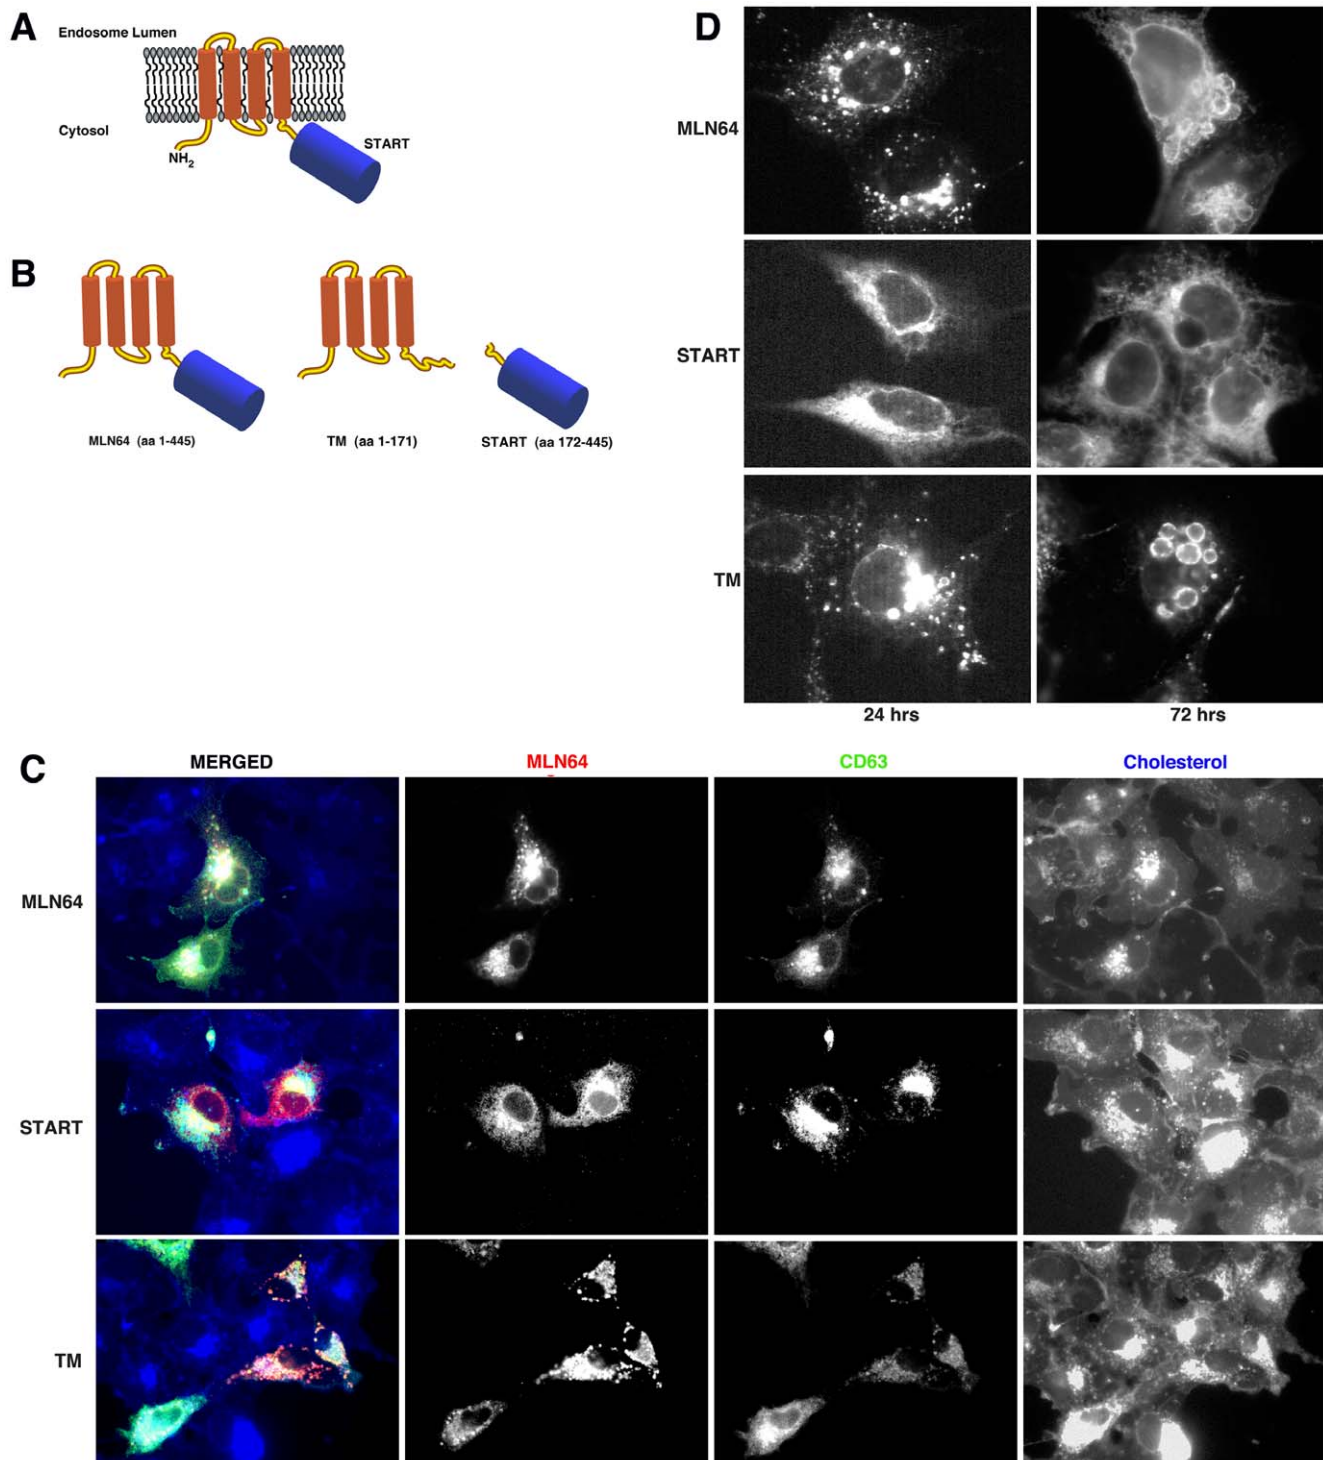 A
Endosome Lumen
Cytosol
NH2
START
B
MLN64 (aa 1-445)
TM (aa 1-171)
START (aa 172-445)
D
MLN64
START
TM
24 hrs
72 hrs
C
MERGED
MLN64
CD63
Cholesterol
MLN64
START
TM